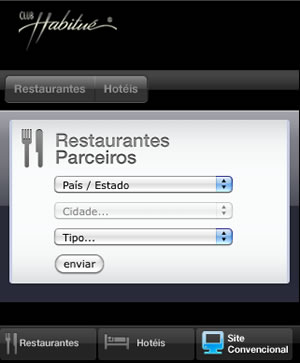 CLUB
Habitué ®
Restaurantes Hotéis
Restaurantes
Parceiros
País / Estado
Cidade...
Tipo...
enviar
Restaurantes Hotéis Site
Convencional